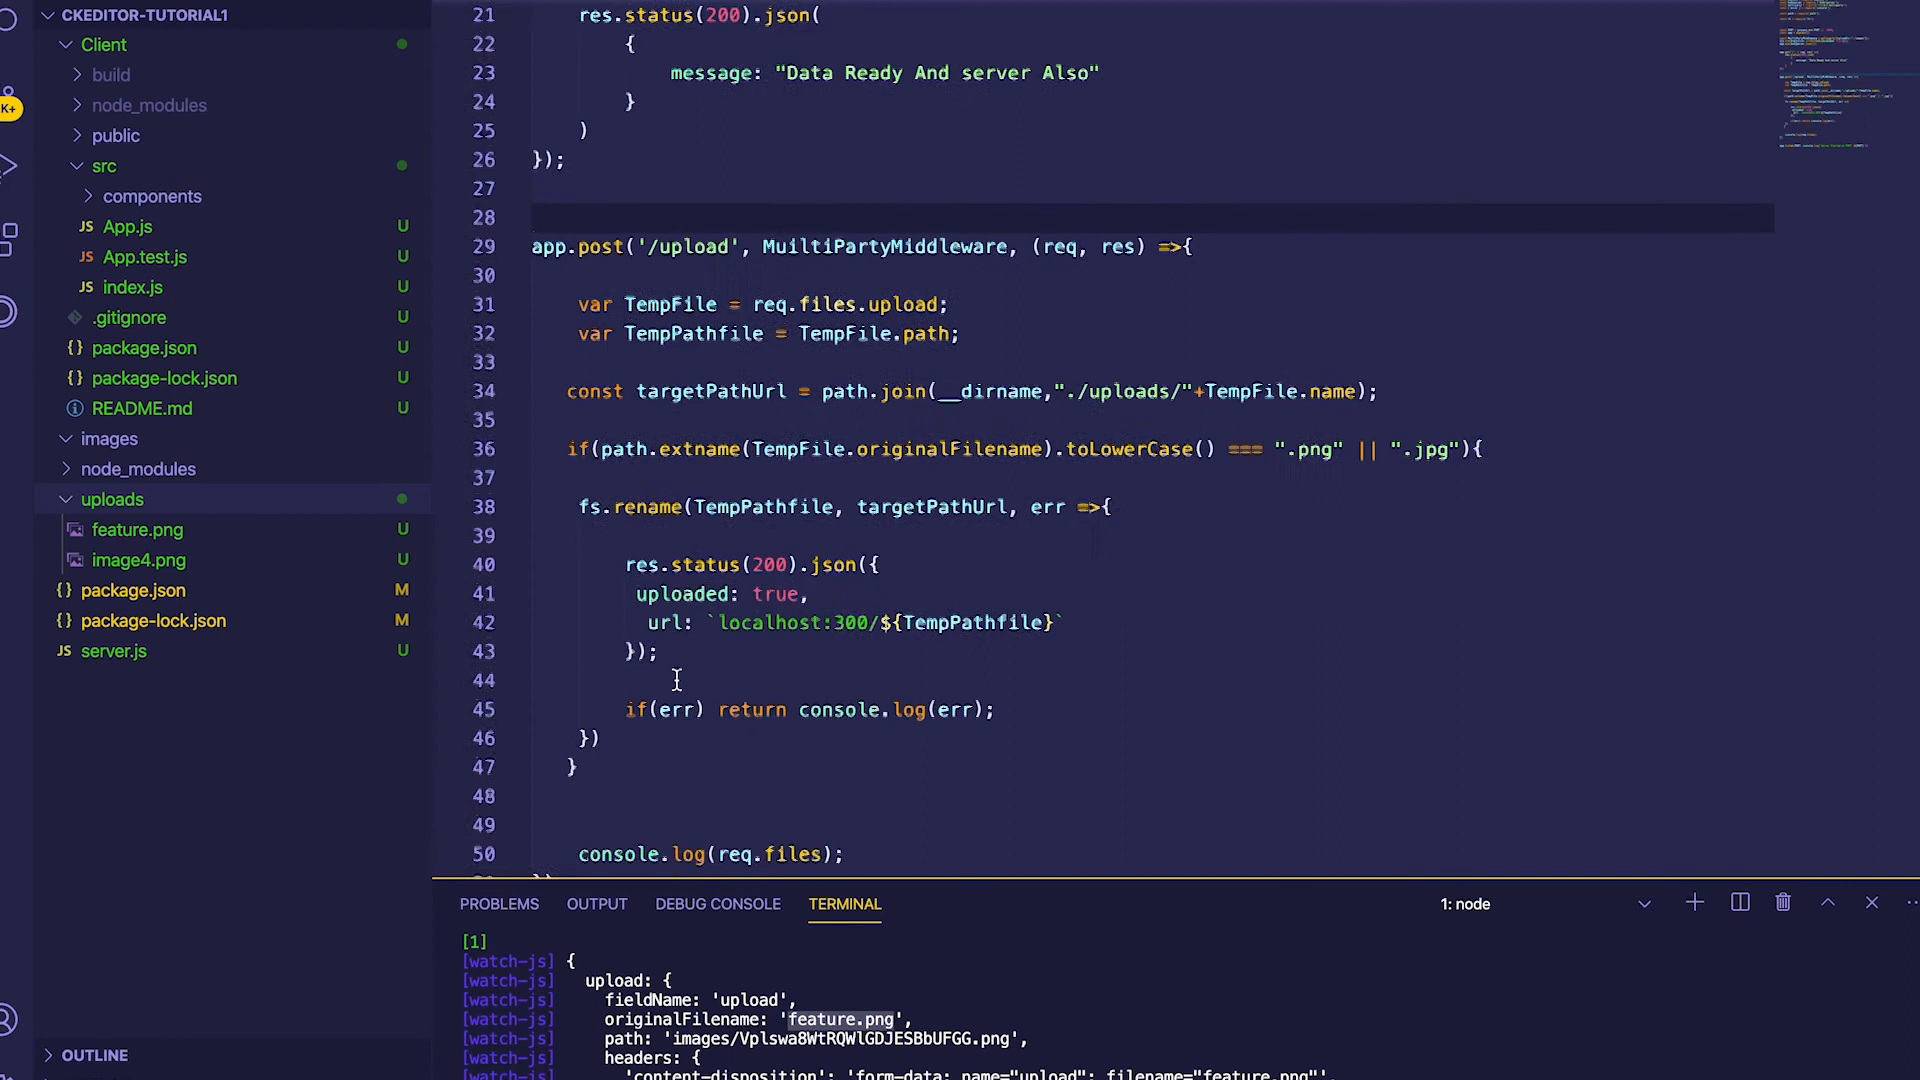 CKEDITOR-TUTORIAL1
Client
build
node_modules
public
src
components
JS App.js U
JS App.test.js U
JS index.js U
.gitignore U
{} package.json U
{} package-lock.json U
README.md U
images
node_modules
uploads
feature.png U
image4.png U
{} package.json M
{} package-lock.json M
JS server.js U
OUTLINE
K+
21 res.status(200).json(
22 {
23 message: "Data Ready And server Also"
24 }
25 )
26 });
27
28
29 app.post('/upload', MuiltiPartyMiddleware, (req, res) =>{
30
31 var TempFile = req.files.upload;
32 var TempPathfile = TempFile.path;
33
34 const targetPathUrl = path.join(__dirname,"./uploads/"+TempFile.name);
35
36 if(path.extname(TempFile.originalFilename).toLowerCase() === ".png" || ".jpg"){
37
38 fs.rename(TempPathfile, targetPathUrl, err =>{
39
40 res.status(200).json({
41 uploaded: true,
42 url: `localhost:300/${TempPathfile}`
43 });
44
45 if(err) return console.log(err);
46 })
47 }
48
49
50 console.log(req.files);
PROBLEMS OUTPUT DEBUG CONSOLE TERMINAL 1: node
[1]
[watch-js] {
[watch-js] upload: {
[watch-js] fieldName: 'upload',
[watch-js] originalFilename: 'feature.png',
[watch-js] path: 'images/Vplswa8WtRQWlGDJESBbUFGG.png',
[watch-js] headers: {
[watch-js] 'content-disposition': 'form-data; name="upload"; filename="feature.png"',